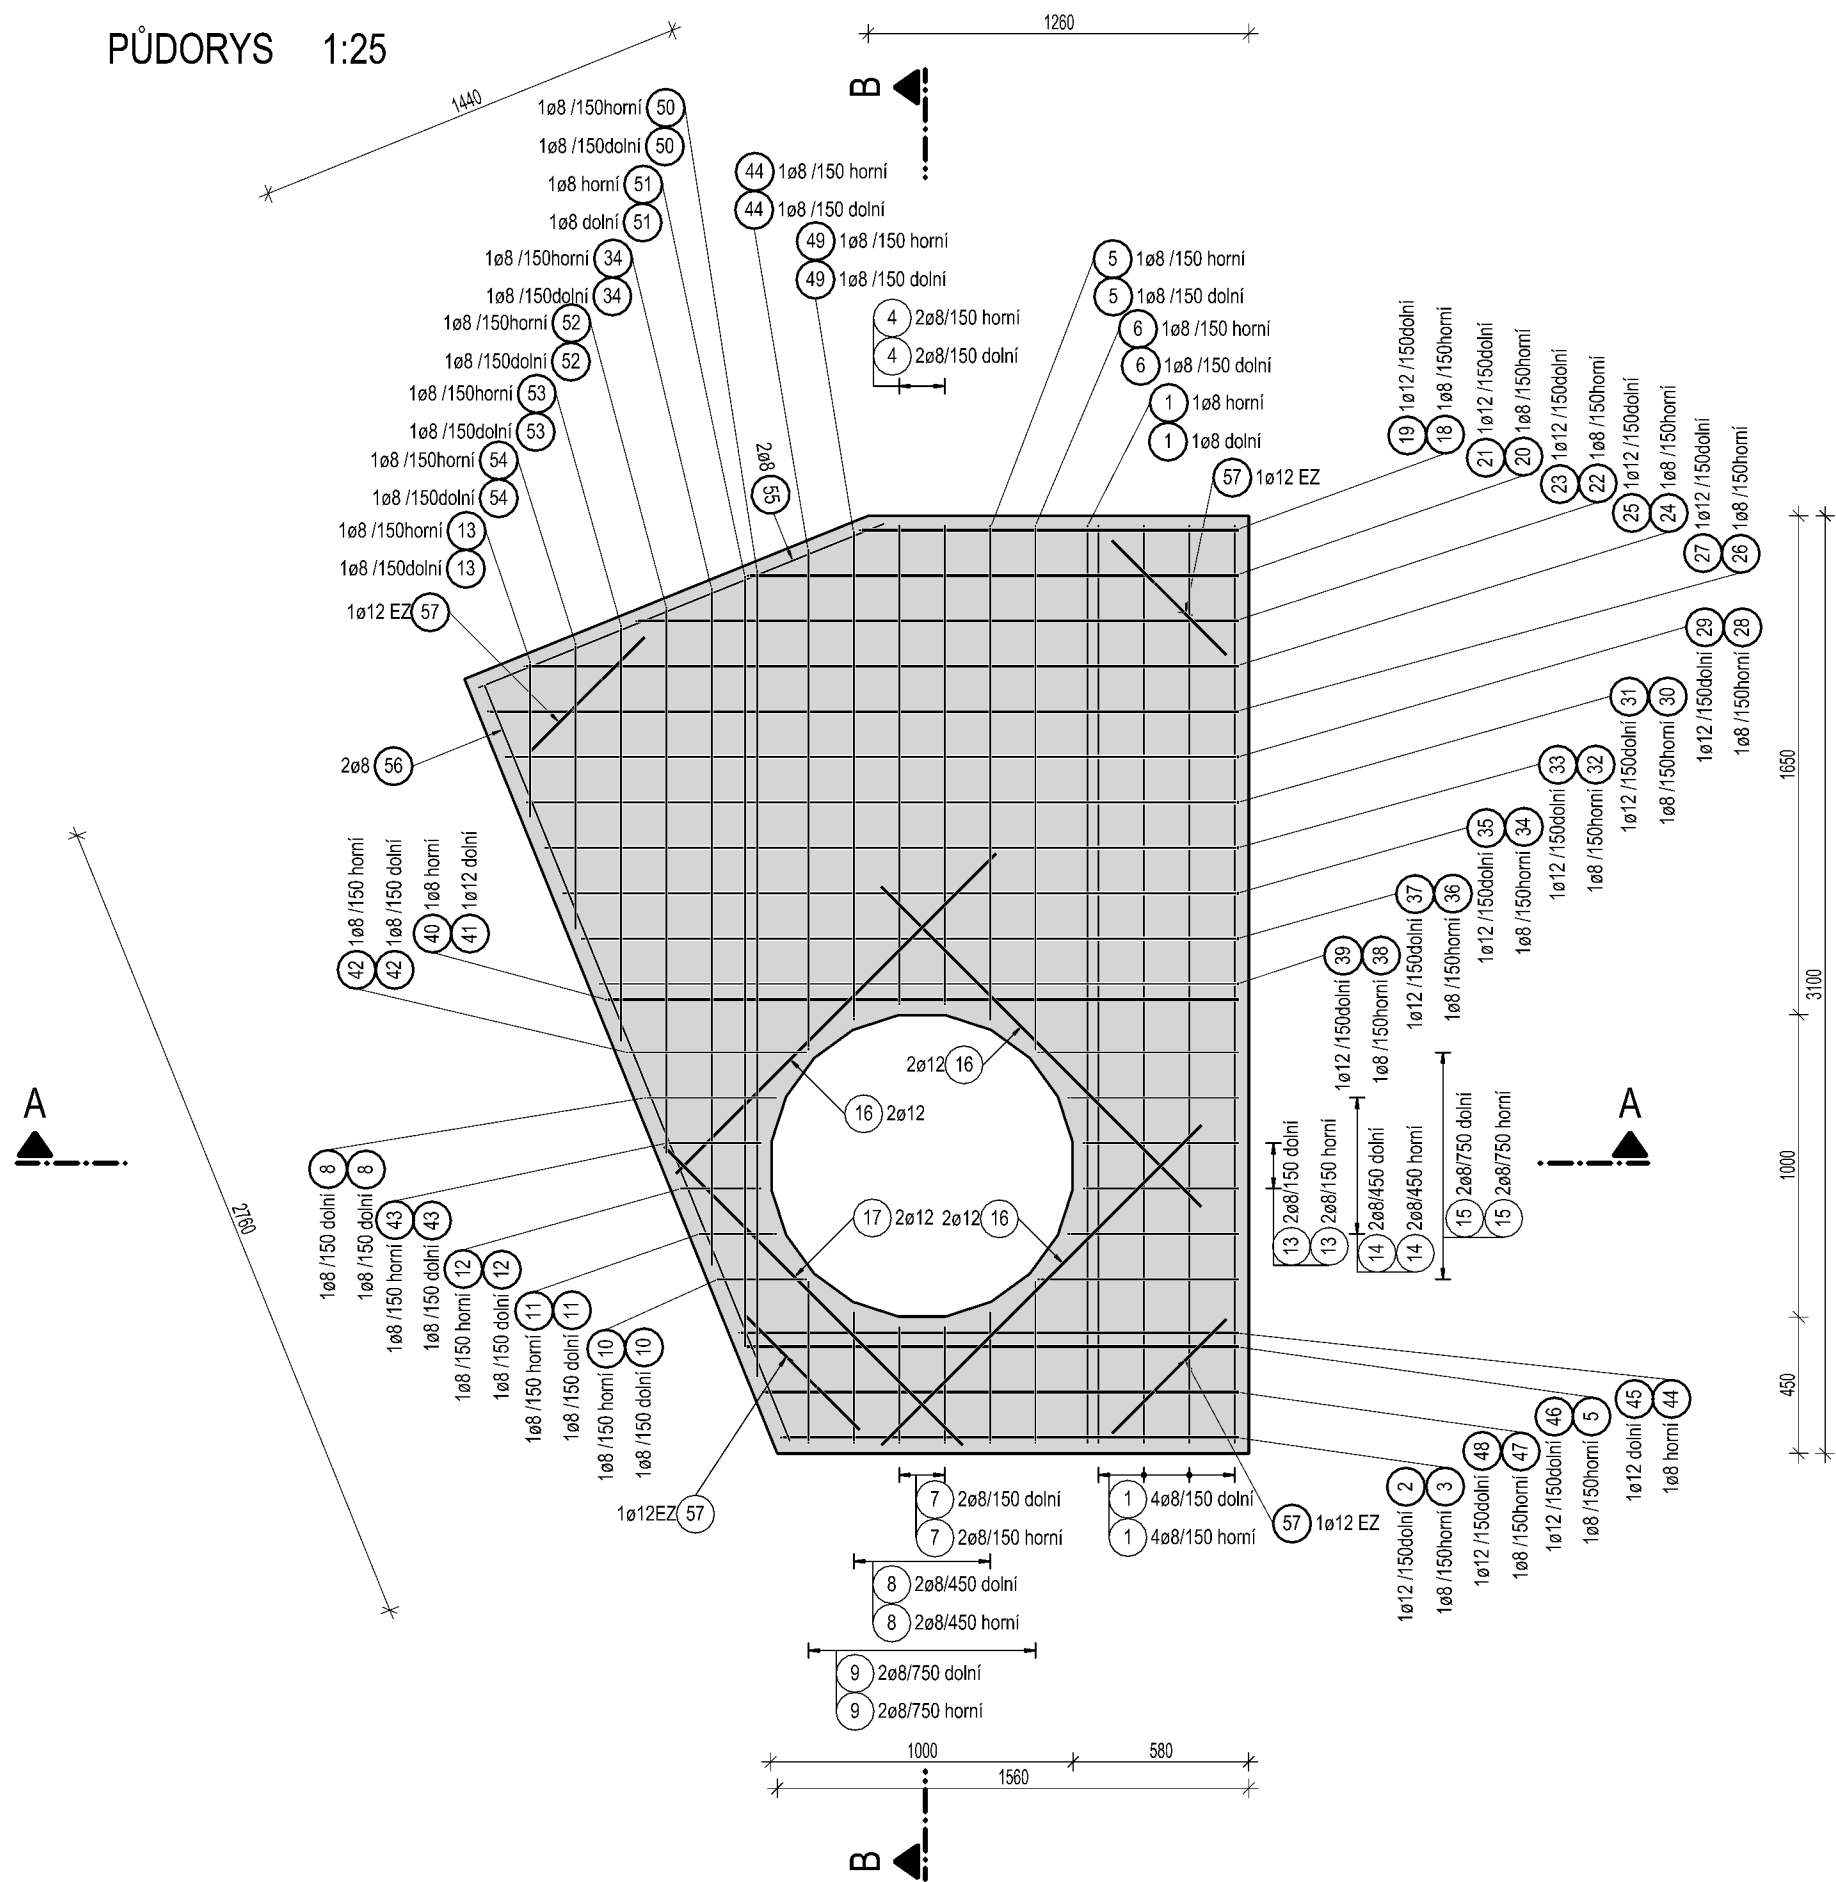 PŮDORYS 1:25
1260
1440
B
1ø8 /150horní 50
1ø8 /150dolní 50
1ø8 horní 51
1ø8 dolní 51
1ø8 /150horní 34
1ø8 /150dolní 34
1ø8 /150horní 52
1ø8 /150dolní 52
1ø8 /150horní 53
1ø8 /150dolní 53
1ø8 /150horní 54
1ø8 /150dolní 54
1ø8 /150horní 13
1ø8 /150dolní 13
1ø12 EZ 57
2ø8 56
44 1ø8 /150 horní
44 1ø8 /150 dolní
49 1ø8 /150 horní
49 1ø8 /150 dolní
4 2ø8/150 horní
4 2ø8/150 dolní
2ø8 55
5 1ø8 /150 horní
5 1ø8 /150 dolní
6 1ø8 /150 horní
6 1ø8 /150 dolní
1 1ø8 horní
1 1ø8 dolní
57 1ø12 EZ
19 1ø12 /150dolní
18 1ø8 /150horní
21 1ø12 /150dolní
20 1ø8 /150horní
23 1ø12 /150dolní
22 1ø8 /150horní
25 1ø12 /150dolní
24 1ø8 /150horní
27 1ø12 /150dolní
26 1ø8 /150horní
1ø12 /150dolní 29
1ø8 /150horní 28
1ø12 /150dolní 31
1ø8 /150horní 30
1ø12 /150dolní 33
1ø8 /150horní 32
1ø12 /150dolní 35
1ø8 /150horní 34
1ø12 /150dolní 37
1ø8 /150horní 36
1ø12 /150dolní 39
1ø8 /150horní 38
1650
3100
1000
450
42 1ø8 /150 horní
42 1ø8 /150 dolní
40 1ø8 horní
41 1ø12 dolní
2ø12 16
16 2ø12
17 2ø12
2ø12 16
A
A
2760
13 2ø8/150 dolní
13 2ø8/150 horní
14 2ø8/450 dolní
14 2ø8/450 horní
15 2ø8/750 dolní
15 2ø8/750 horní
1ø8 /150 dolní 8
1ø8 /150 dolní 8
1ø8 /150 horní 43
1ø8 /150 dolní 43
1ø8 /150 horní 12
1ø8 /150 dolní 12
1ø8 /150 horní 11
1ø8 /150 dolní 11
1ø8 /150 horní 10
1ø8 /150 dolní 10
1ø12EZ 57
7 2ø8/150 dolní
7 2ø8/150 horní
8 2ø8/450 dolní
8 2ø8/450 horní
9 2ø8/750 dolní
9 2ø8/750 horní
1 4ø8/150 dolní
1 4ø8/150 horní
57 1ø12 EZ
1ø12 /150dolní 2
1ø8 /150horní 3
1ø12 /150dolní 48
1ø8 /150horní 47
1ø12 /150dolní 46
1ø8 /150horní 5
1ø12 dolní 45
1ø8 horní 44
1000
580
1560
B